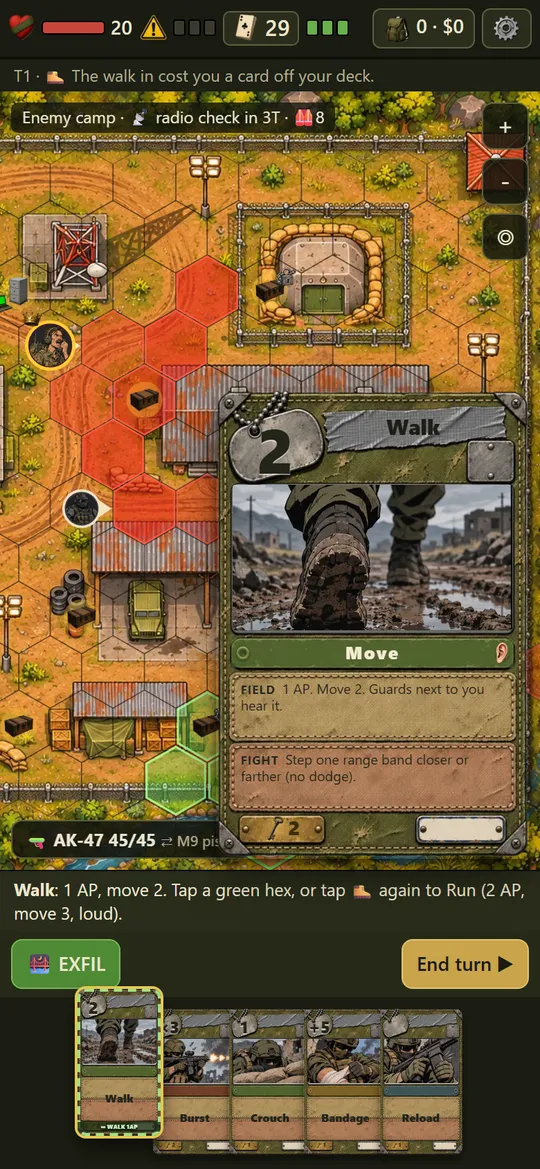 20
29
0 · $0
T1 · The walk in cost you a card off your deck.
Enemy camp · radio check in 3T · 8
+
-
2
Walk
Move
FIELD 1 AP. Move 2. Guards next to you
hear it.
FIGHT Step one range band closer or
farther (no dodge).
2
AK-47 45/45 ⇄ M9 pis
Walk: 1 AP, move 2. Tap a green hex, or tap again to Run (2 AP,
move 3, loud).
EXFIL
End turn ▶
2
Walk
WALK 1AP
3
Burst
1
Crouch
+5
Bandage
Reload